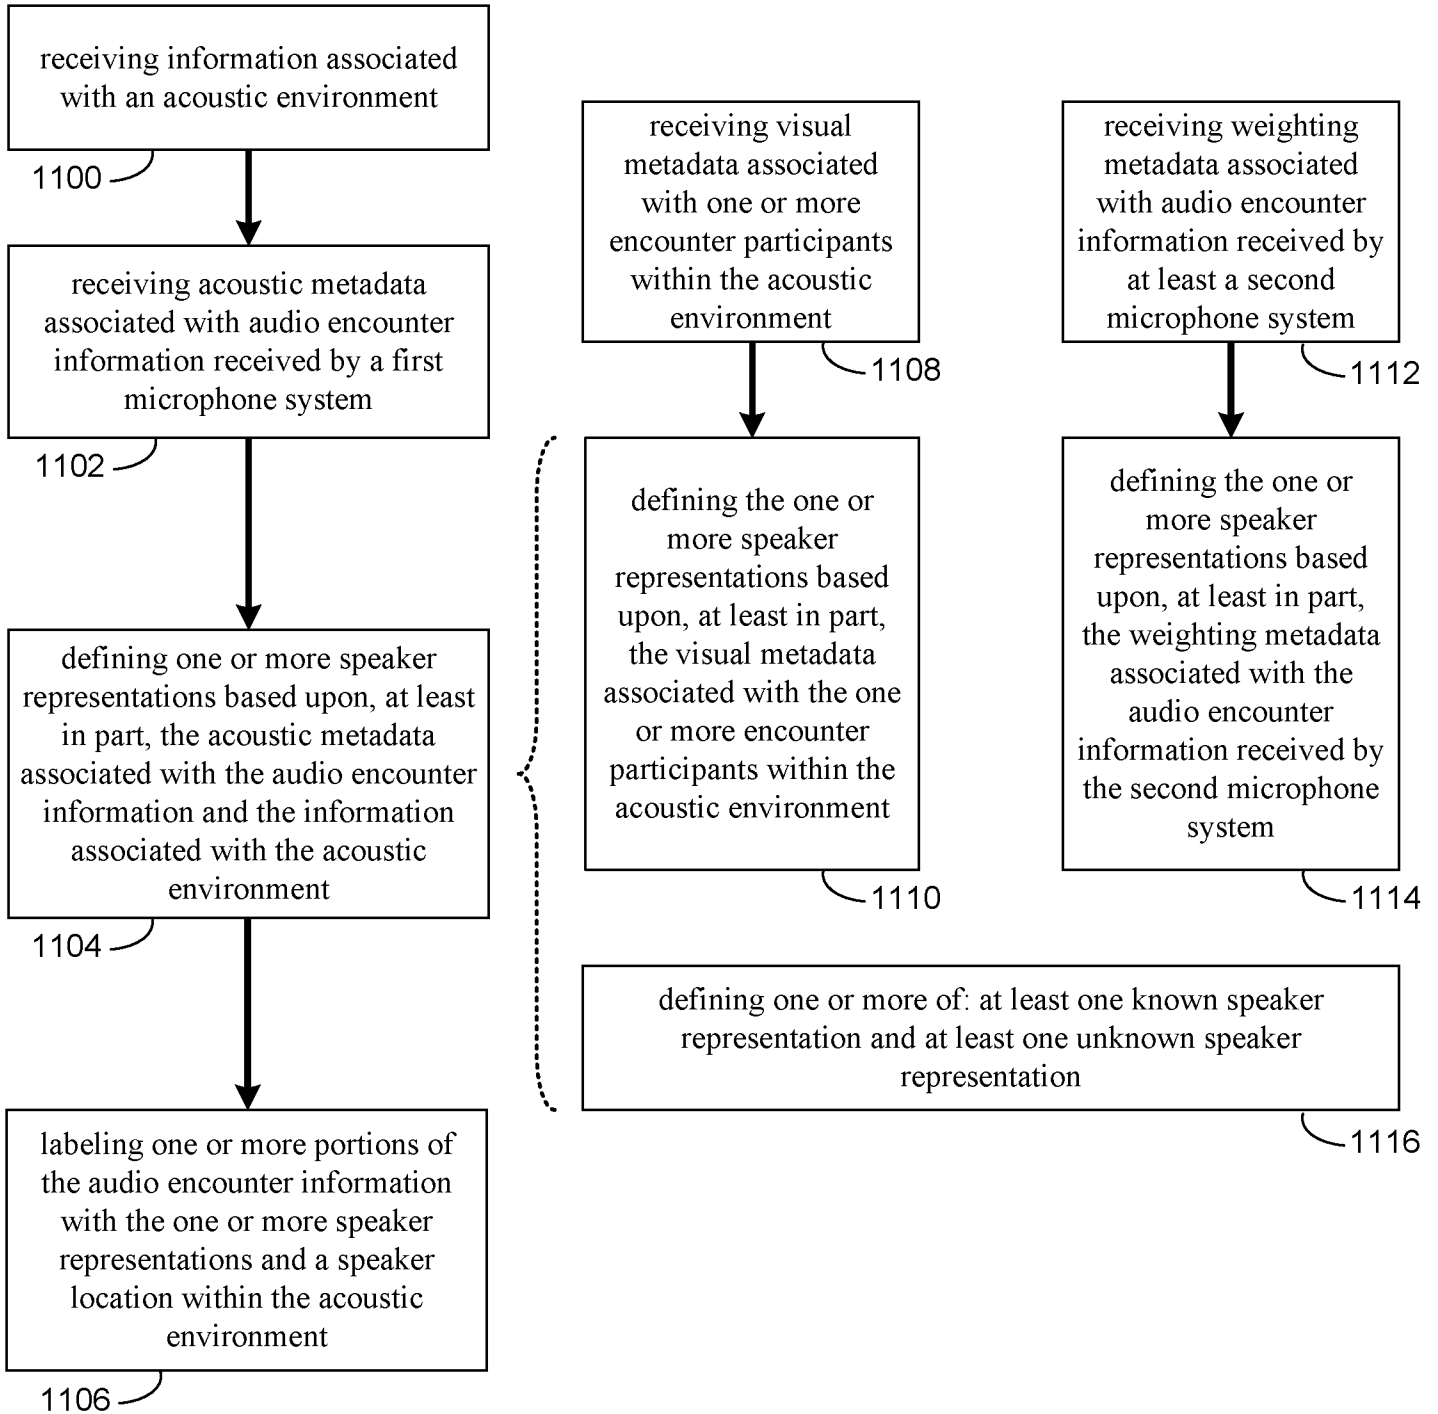 receiving information associated
with an acoustic environment
1100
receiving acoustic metadata
associated with audio encounter
information received by a first
microphone system
1102
defining one or more speaker
representations based upon, at least
in part, the acoustic metadata
associated with the audio encounter
information and the information
associated with the acoustic
environment
1104
labeling one or more portions of
the audio encounter information
with the one or more speaker
representations and a speaker
location within the acoustic
environment
1106
receiving visual
metadata associated
with one or more
encounter participants
within the acoustic
environment
1108
defining the one or
more speaker
representations based
upon, at least in part,
the visual metadata
associated with the one
or more encounter
participants within the
acoustic environment
1110
receiving weighting
metadata associated
with audio encounter
information received by
at least a second
microphone system
1112
defining the one or
more speaker
representations based
upon, at least in part,
the weighting metadata
associated with the
audio encounter
information received by
the second microphone
system
1114
defining one or more of: at least one known speaker
representation and at least one unknown speaker
representation
1116